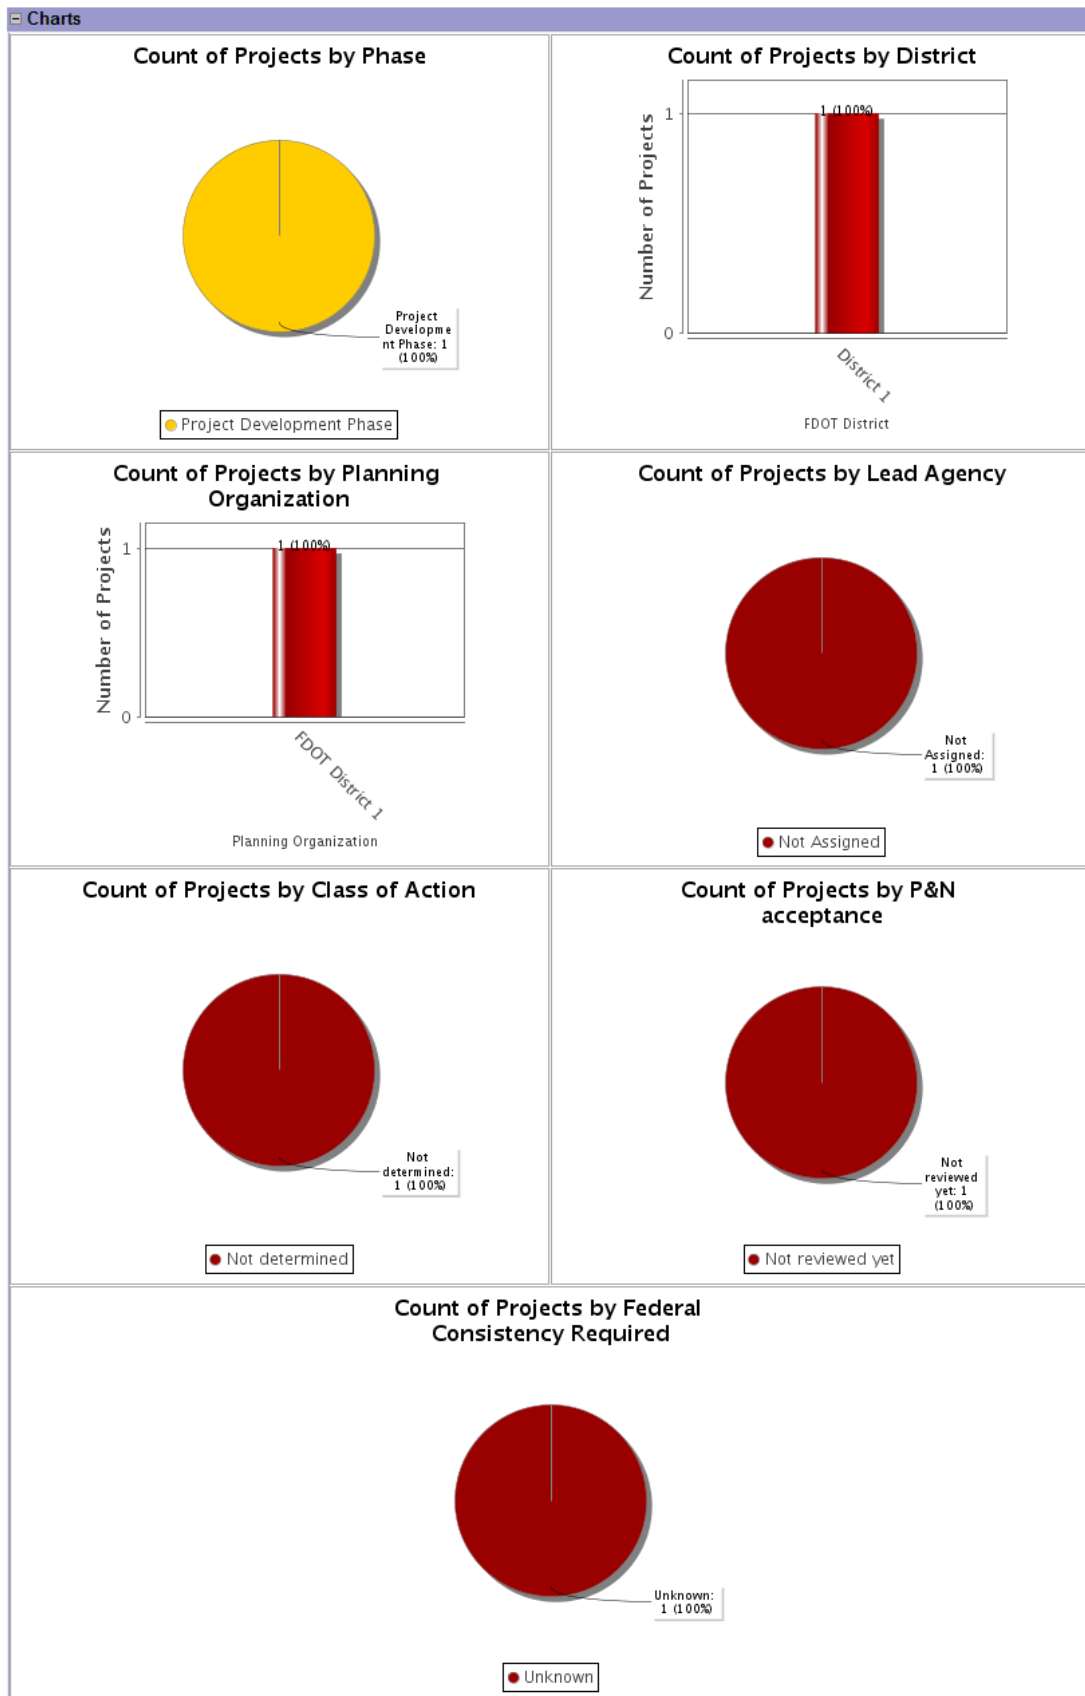 Charts
Count of Projects by Phase
Project
Developme
nt Phase: 1
(100%)
Project Development Phase
Count of Projects by District
Number of Projects
1
0
1 (100%)
District 1
FDOT District
Count of Projects by Planning
Organization
Number of Projects
1
0
1 (100%)
FDOT District 1
Planning Organization
Count of Projects by Lead Agency
Not
Assigned:
1 (100%)
Not Assigned
Count of Projects by Class of Action
Not
determined:
1 (100%)
Not determined
Count of Projects by P&N
acceptance
Not
reviewed
yet: 1
(100%)
Not reviewed yet
Count of Projects by Federal
Consistency Required
Unknown:
1 (100%)
Unknown